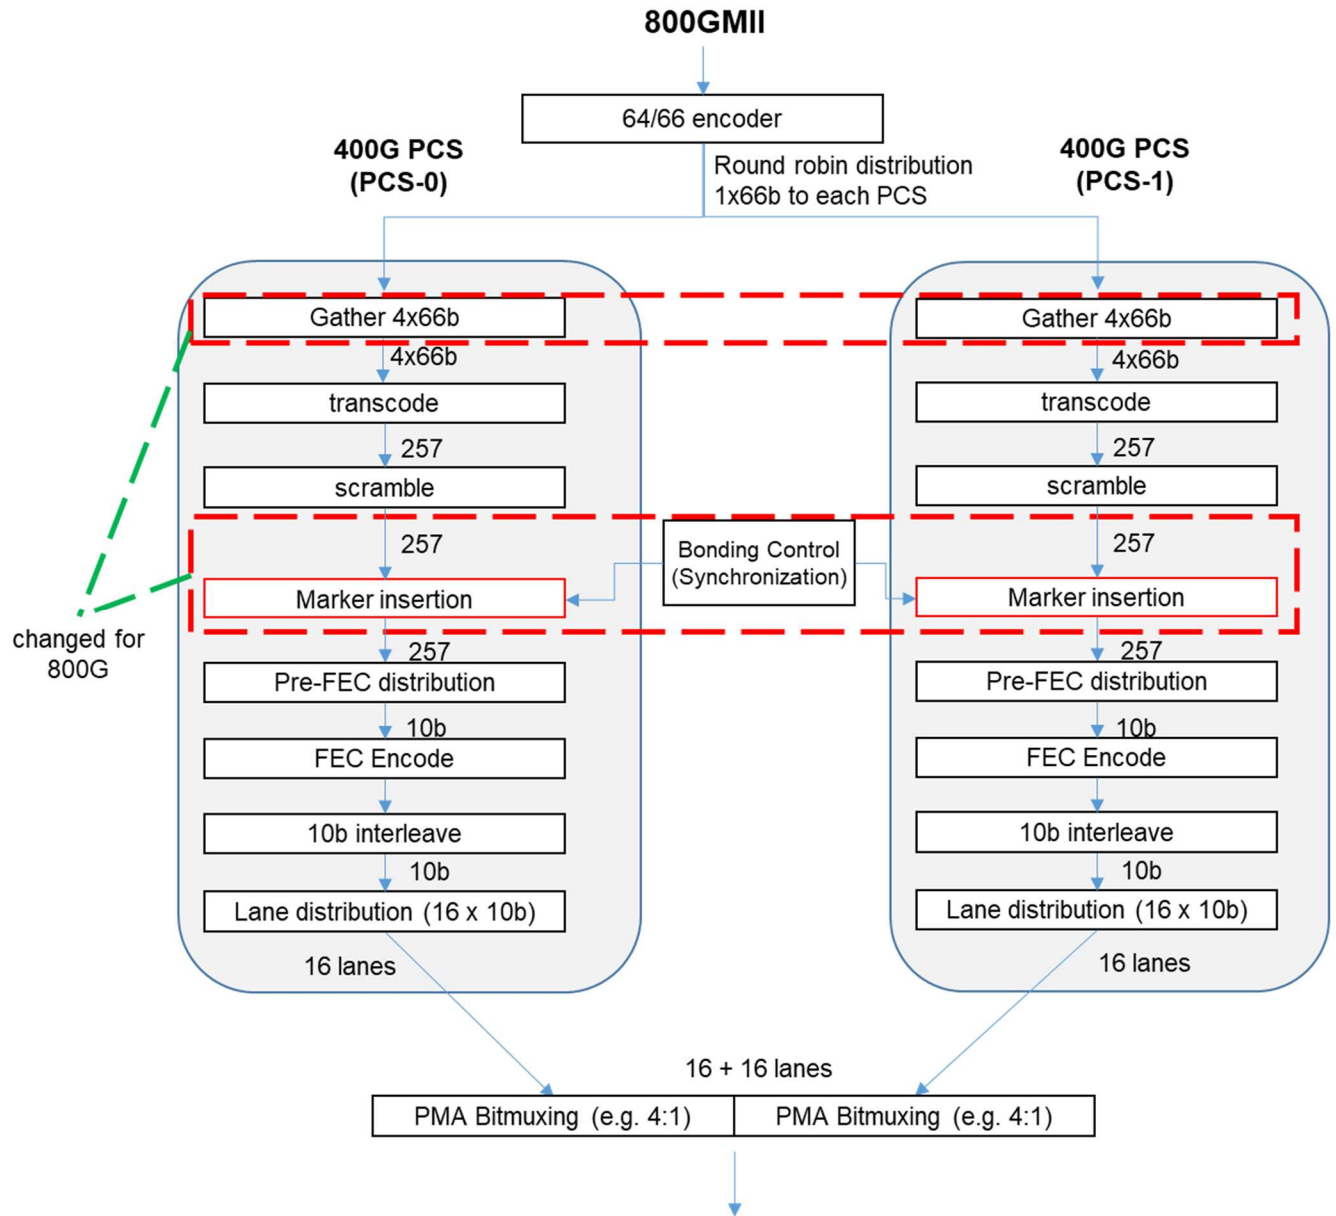 800GMII
64/66 encoder
400G PCS
(PCS-0)
Round robin distribution
1x66b to each PCS
400G PCS
(PCS-1)
Gather 4x66b
Gather 4x66b
4x66b
4x66b
transcode
transcode
257
257
scramble
scramble
257
257
Bonding Control
(Synchronization)
Marker insertion
Marker insertion
changed for
800G
257
257
Pre-FEC distribution
Pre-FEC distribution
10b
10b
FEC Encode
FEC Encode
10b interleave
10b interleave
10b
10b
Lane distribution (16 x 10b)
Lane distribution (16 x 10b)
16 lanes
16 lanes
16 + 16 lanes
PMA Bitmuxing (e.g. 4:1)
PMA Bitmuxing (e.g. 4:1)